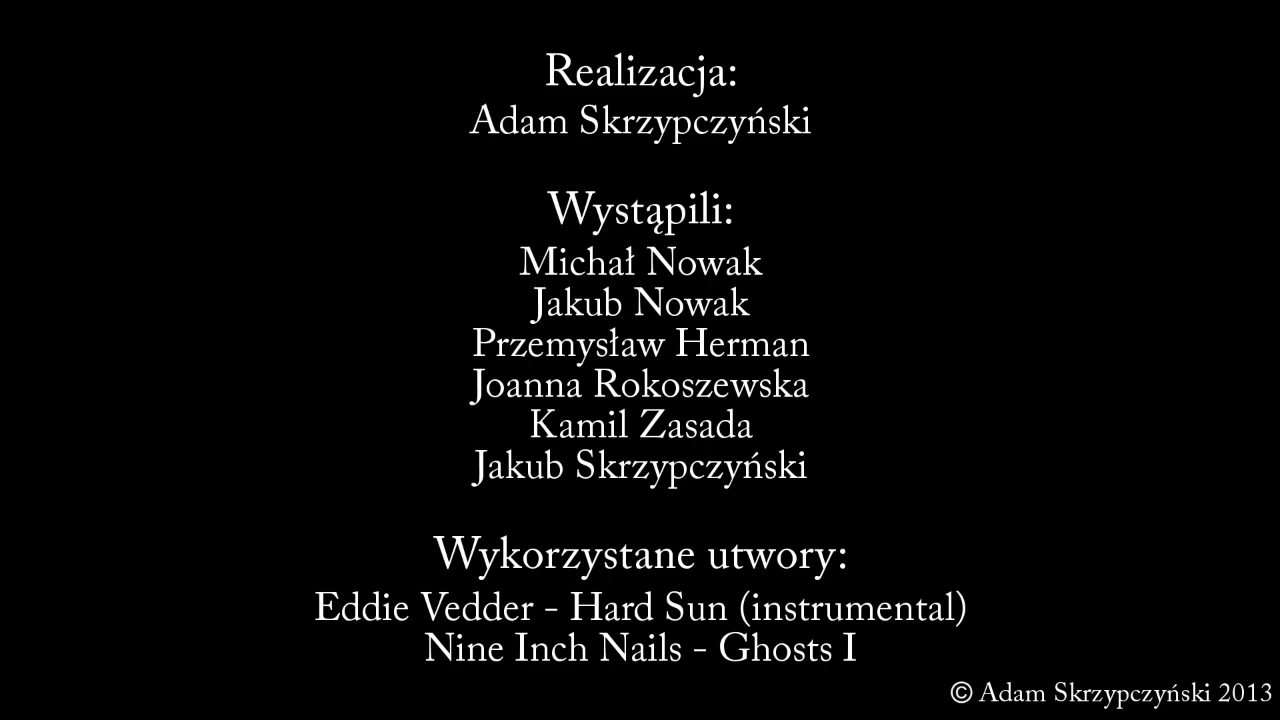 Realizacja:
Adam Skrzypczyński
Wystąpili:
Michał Nowak
Jakub Nowak
Przemysław Herman
Joanna Rokoszewska
Kamil Zasada
Jakub Skrzypczyński
Wykorzystane utwory:
Eddie Vedder - Hard Sun (instrumental)
Nine Inch Nails - Ghosts I
© Adam Skrzypczyński 2013